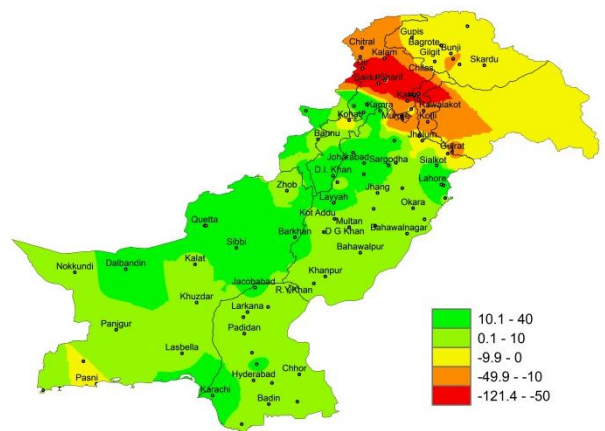 Gupis
Chitral
Bagrote
Bunji
Kalam
Gilgit
Skardu
Dir
Chilas
Saidu Sharif
Kakul
Kamra
Rawalakot
Kohat
Murree
Kotli
Bannu
Jhelum
Gujrat
Joharabad
Sargodha
Sialkot
D.I. Khan
Zhob
Lahore
Jhang
Layyah
Okara
Kot Addu
Quetta
Multan
Barkhan
D G Khan
Bahawalnagar
Sibbi
Bahawalpur
Kalat
Nokkundi
Dalbandin
Khanpur
Jacobabad
R.Y.Khan
Khuzdar
Larkana
Panjgur
Padidan
Lasbella
Hyderabad
Chhor
Pasni
Karachi
Badin
10.1 - 40
0.1 - 10
-9.9 - 0
-49.9 - -10
-121.4 - -50